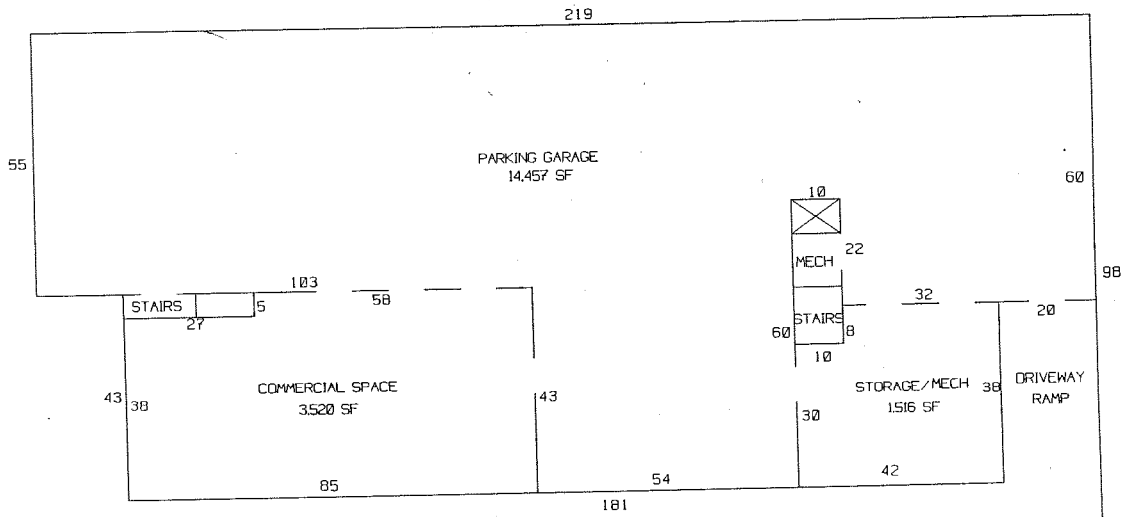 219
55
PARKING GARAGE
14,457 SF
60
10
22
MECH
98
103
58
32
20
STAIRS
5
27
STAIRS
60
8
10
43
38
COMMERCIAL SPACE
3,520 SF
43
STORAGE/MECH
1,516 SF
38
DRIVEWAY
RAMP
30
85
54
42
181